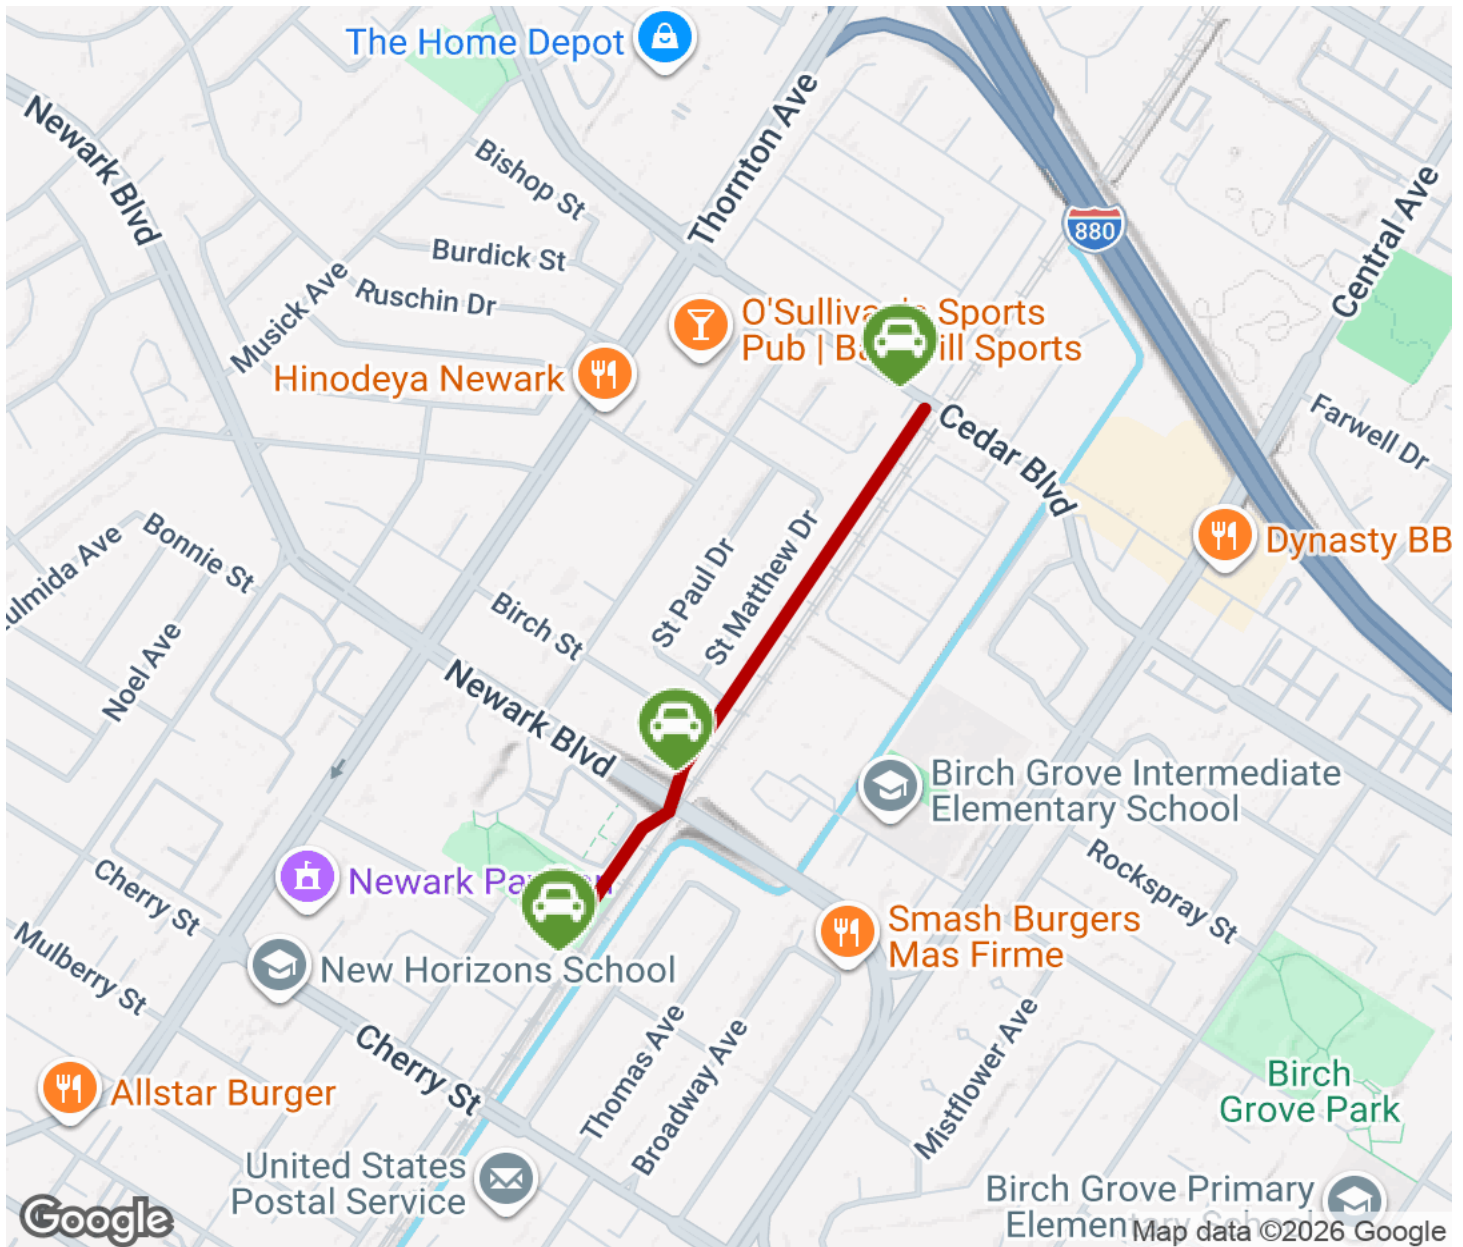 The Home Depot
Newark Blvd
Thornton Ave
Bishop St
Burdick St
Ruschin Dr
Musick Ave
880
Central Ave
O'Sulliva
s Sports
Pub | Ba
ill Sports
Hinodeya Newark
Cedar Blvd
Farwell Dr
Dynasty BB
ulmida Ave
Bonnie St
Noel Ave
Birch St
St Paul Dr
St Matthew Dr
Newark Blvd
Birch Grove Intermediate
Elementary School
Rockspray St
Newark Pa
n
Cherry St
Mulberry St
New Horizons School
Smash Burgers
Mas Firme
Cherry St
Thomas Ave
Broadway Ave
Mistflower Ave
Birch
Grove Park
Allstar Burger
United States
Postal Service
Birch Grove Primary
Elementary School
Google
Map data ©2026 Google